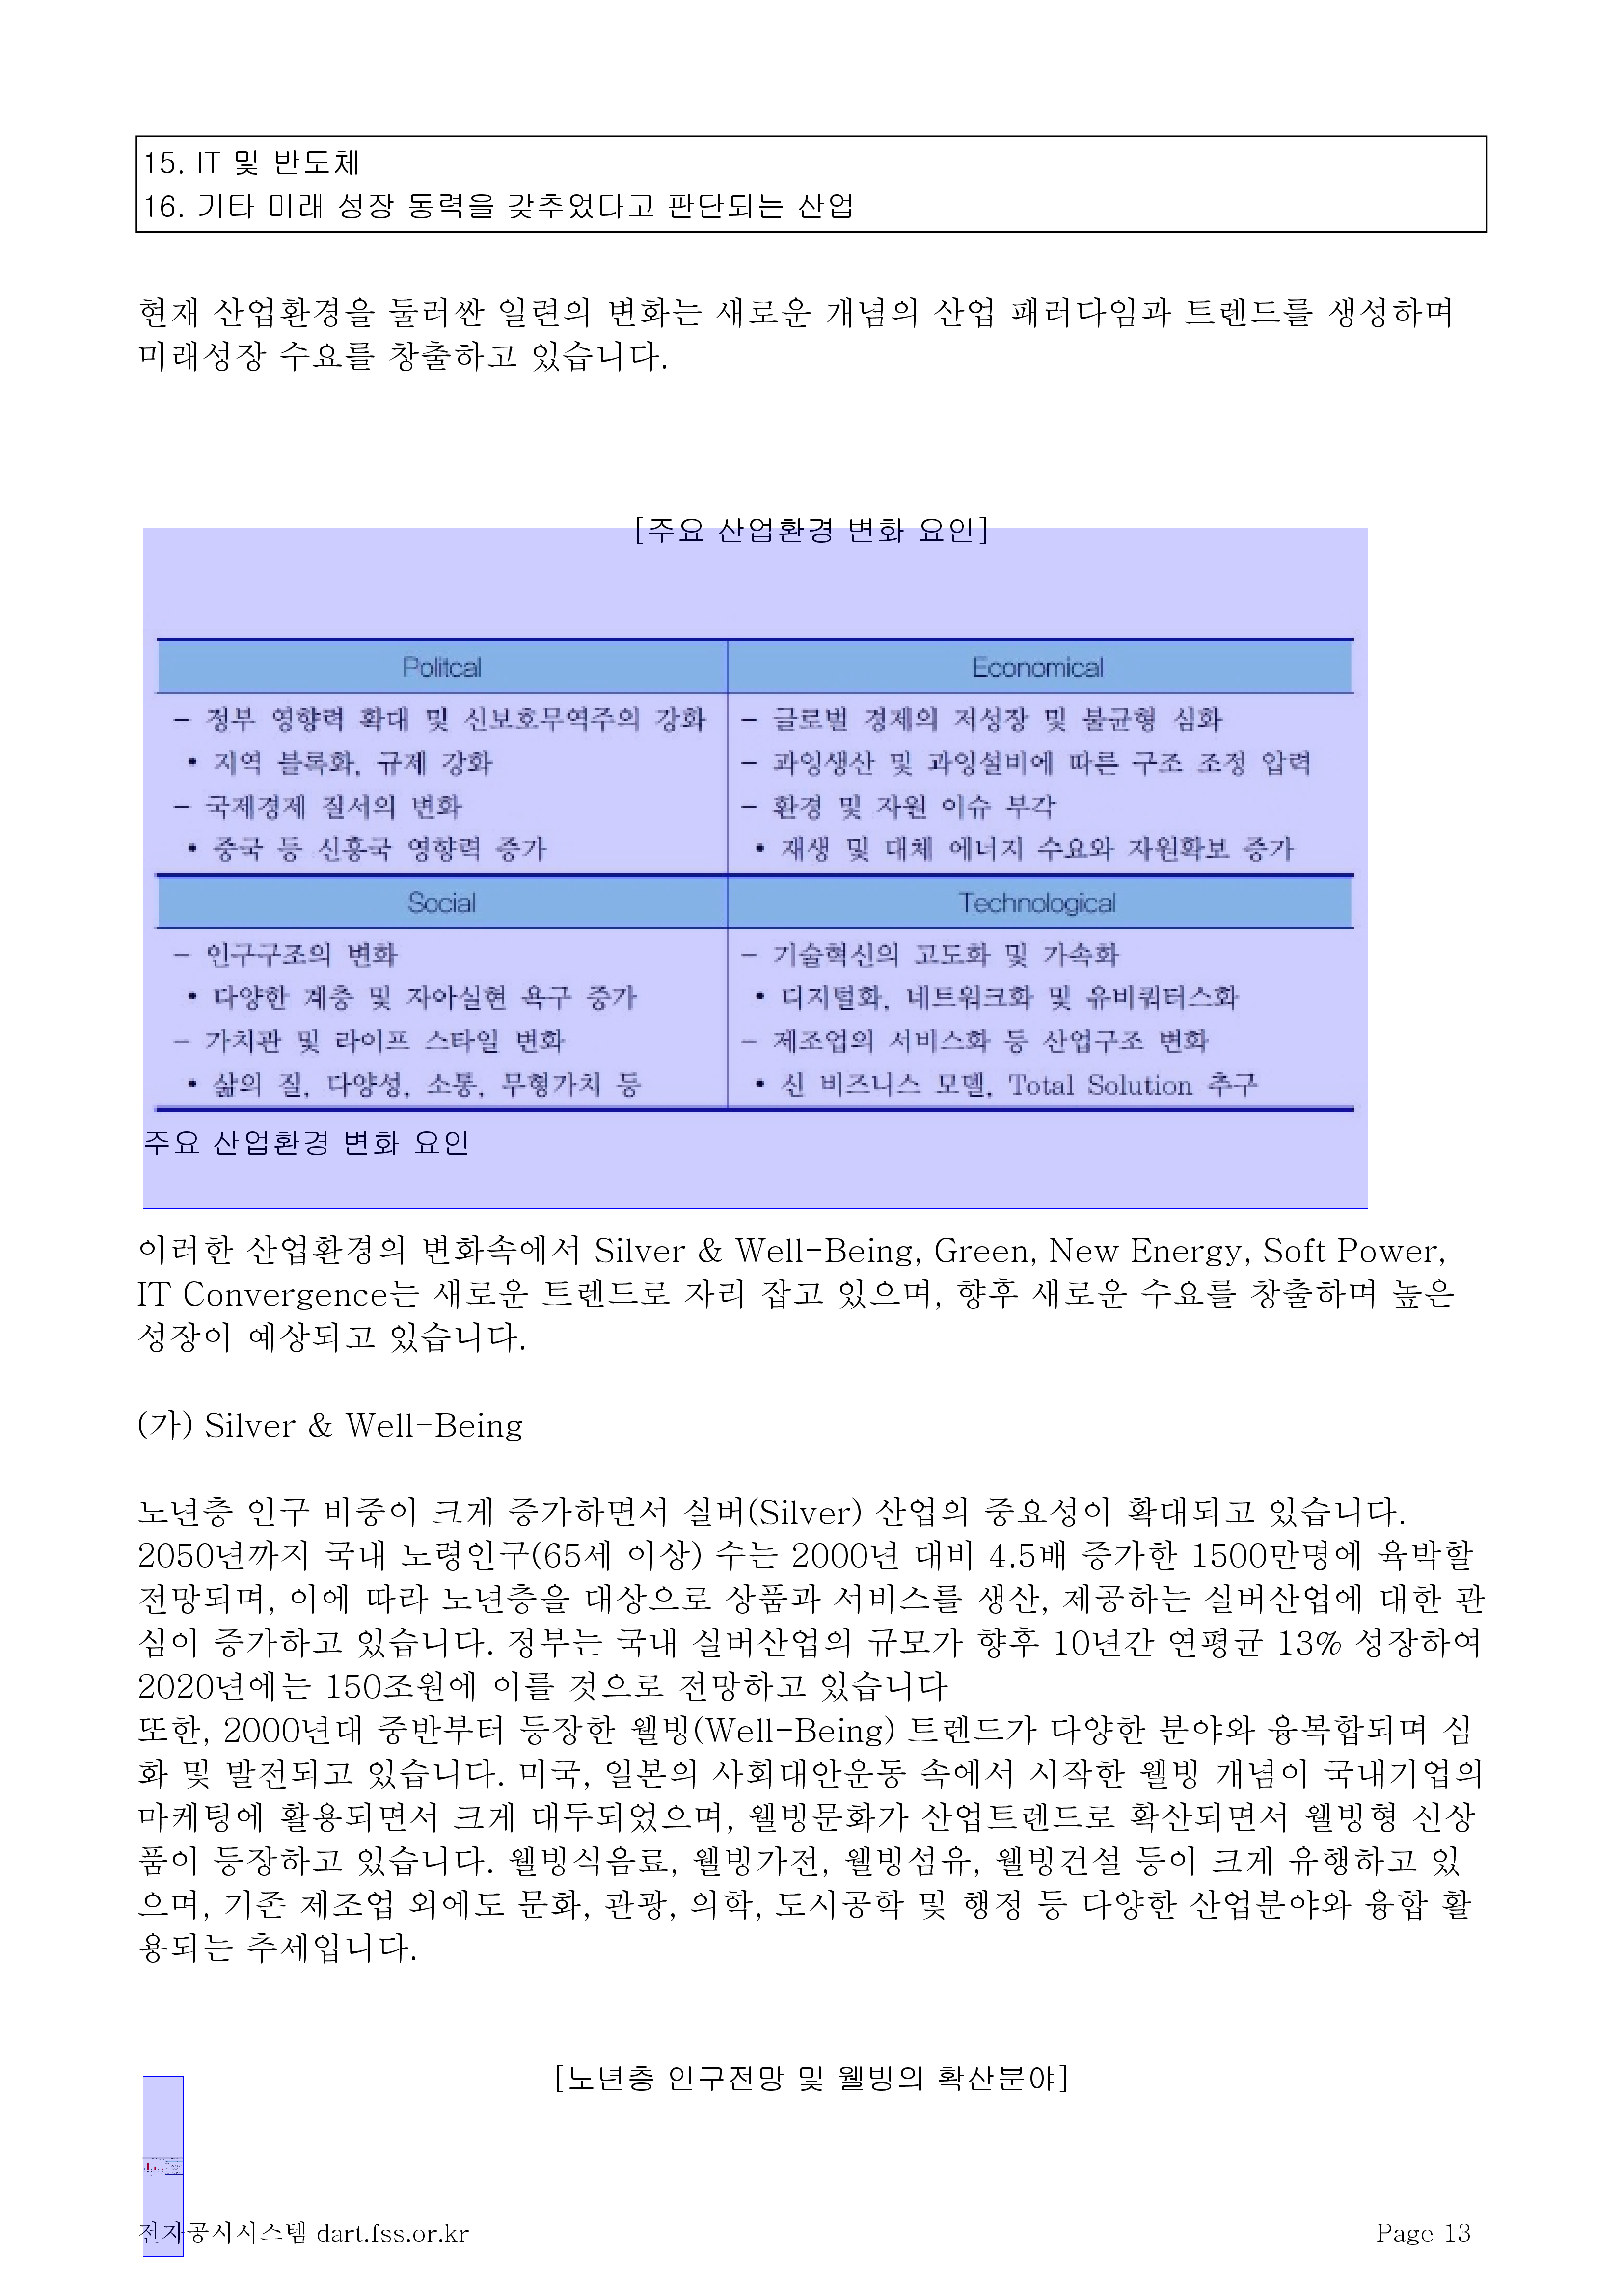 15. IT 및 반도체
16. 기타 미래 성장 동력을 갖추었다고 판단되는 산업
현재 산업환경을 둘러싼 일련의 변화는 새로운 개념의 산업 패러다임과 트렌드를 생성하며
미래성장 수요를 창출하고 있습니다.
[주요 산업환경 변화 요인]
Politcal
– 정부 영향력 확대 및 신보호무역주의 강화
• 지역 블록화, 규제 강화
– 국제경제 질서의 변화
• 중국 등 신흥국 영향력 증가
Economical
– 글로벌 경제의 저성장 및 불균형 심화
– 과잉생산 및 과잉설비에 따른 구조 조정 압력
– 환경 및 자원 이슈 부각
• 재생 및 대체 에너지 수요와 자원확보 증가
Social
– 인구구조의 변화
• 다양한 계층 및 자아실현 욕구 증가
– 가치관 및 라이프 스타일 변화
• 삶의 질, 다양성, 소통, 무형가치 등
Technological
– 기술혁신의 고도화 및 가속화
• 디지털화, 네트워크화 및 유비쿼터스화
– 제조업의 서비스화 등 산업구조 변화
• 신 비즈니스 모델, Total Solution 추구
주요 산업환경 변화 요인
이러한 산업환경의 변화속에서 Silver & Well-Being, Green, New Energy, Soft Power,
IT Convergence는 새로운 트렌드로 자리 잡고 있으며, 향후 새로운 수요를 창출하며 높은
성장이 예상되고 있습니다.
(가) Silver & Well-Being
노년층 인구 비중이 크게 증가하면서 실버(Silver) 산업의 중요성이 확대되고 있습니다.
2050년까지 국내 노령인구(65세 이상) 수는 2000년 대비 4.5배 증가한 1500만명에 육박할
전망되며, 이에 따라 노년층을 대상으로 상품과 서비스를 생산, 제공하는 실버산업에 대한 관
심이 증가하고 있습니다. 정부는 국내 실버산업의 규모가 향후 10년간 연평균 13% 성장하여
2020년에는 150조원에 이를 것으로 전망하고 있습니다
또한, 2000년대 중반부터 등장한 웰빙(Well-Being) 트렌드가 다양한 분야와 융복합되며 심
화 및 발전되고 있습니다. 미국, 일본의 사회대안운동 속에서 시작한 웰빙 개념이 국내기업의
마케팅에 활용되면서 크게 대두되었으며, 웰빙문화가 산업트렌드로 확산되면서 웰빙형 신상
품이 등장하고 있습니다. 웰빙식음료, 웰빙가전, 웰빙섬유, 웰빙건설 등이 크게 유행하고 있
으며, 기존 제조업 외에도 문화, 관광, 의학, 도시공학 및 행정 등 다양한 산업분야와 융합 활
용되는 추세입니다.
[노년층 인구전망 및 웰빙의 확산분야]
전자공시시스템 dart.fss.or.kr
Page 13